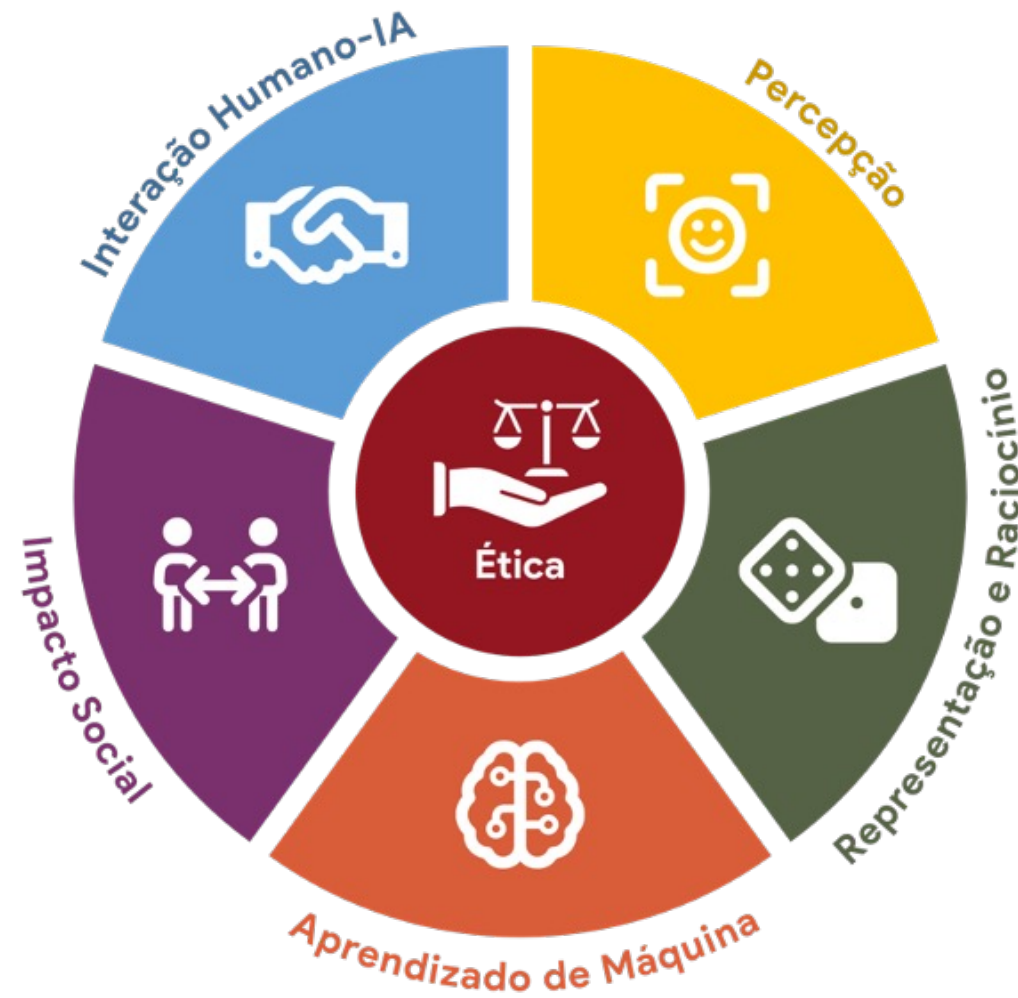 Interação Humano-IA
Percepção
Representação e Raciocínio
Aprendizado de Máquina
Impacto Social
Ética